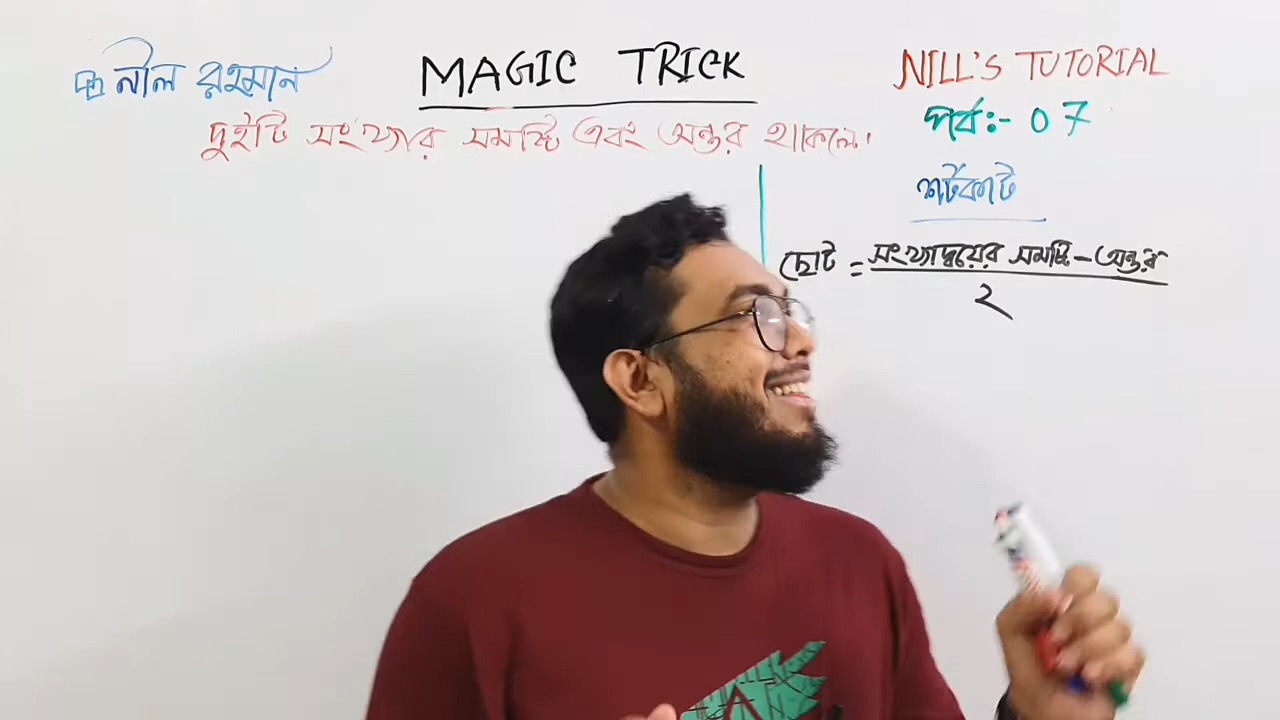 নীল রহমান
MAGIC TRICK
NILL'S TUTORIAL
পর্ব:- 07
দুইটি সংখ্যার সমষ্টি এবং অন্তর থাকলে।
শর্টকাট
ছোট = সংখ্যাদ্বয়ের সমষ্টি - অন্তর
২